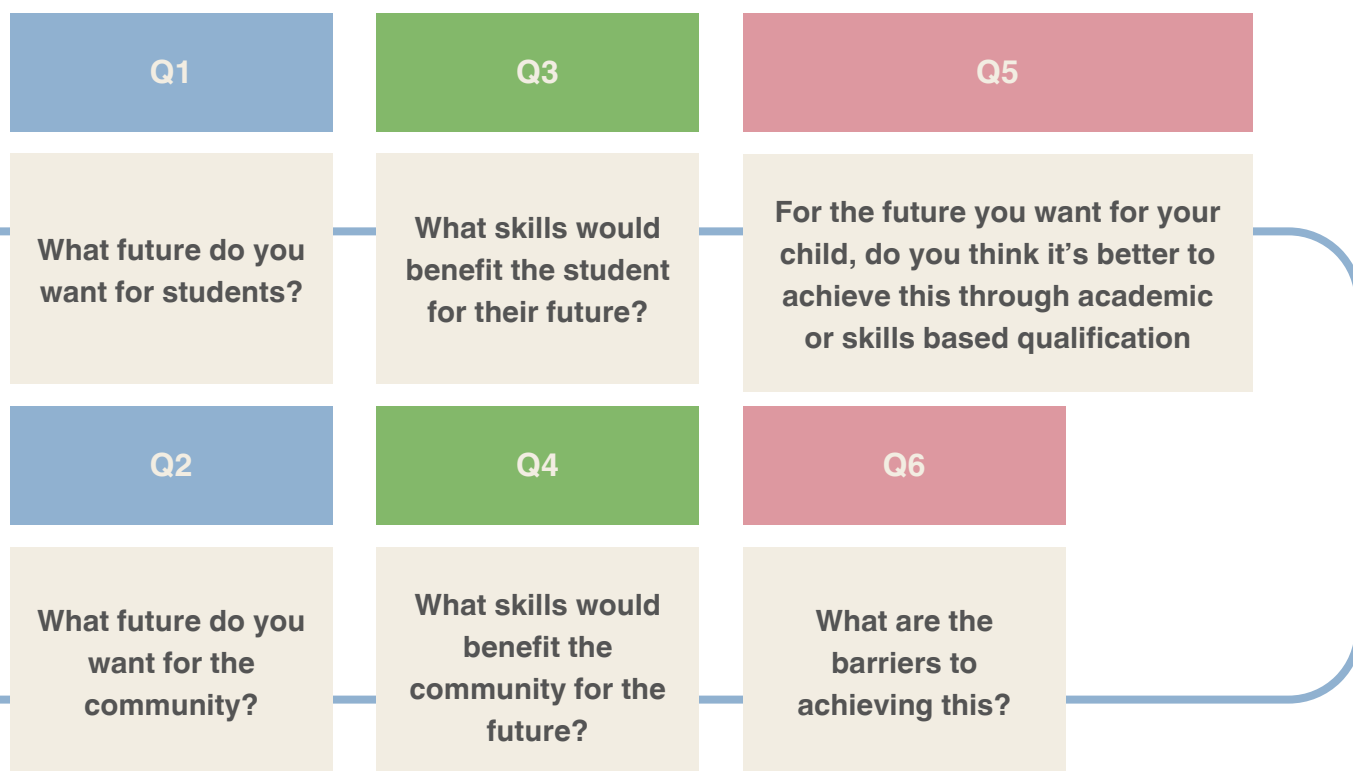 Q1
What future do you
want for students?
Q3
What skills would
benefit the student
for their future?
Q5
For the future you want for your
child, do you think it’s better to
achieve this through academic
or skills based qualification
Q2
What future do you
want for the
community?
Q4
What skills would
benefit the
community for the
future?
Q6
What are the
barriers to
achieving this?